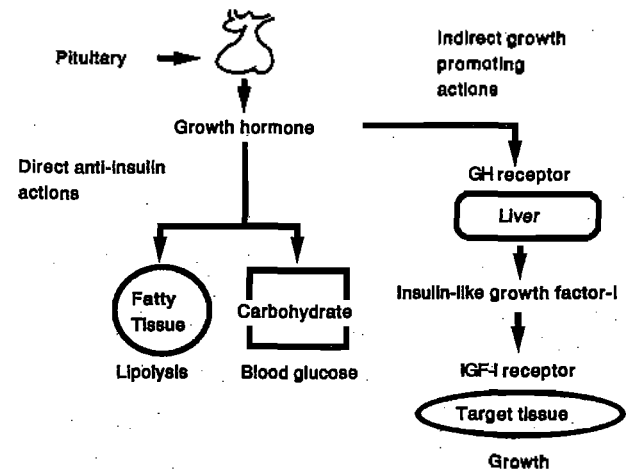 Pituitary
Growth hormone
Direct anti-insulin
actions
Fatty
Tissue
Lipolysis
Carbohydrate
Blood glucose
Indirect growth
promoting
actions
GH receptor
Liver
Insulin-like growth factor-I
IGF-I receptor
Target tissue
Growth